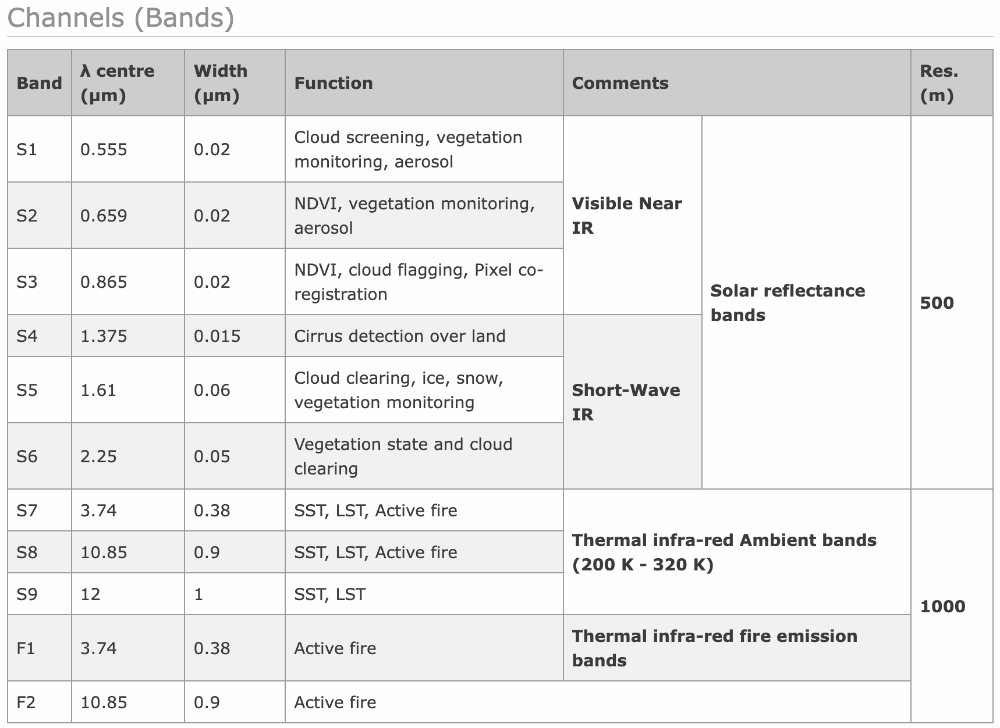 Channels (Bands)
Band
λ centre
(µm)
Width
(µm)
Function
Comments
Res.
(m)
S1
0.555
0.02
Cloud screening, vegetation
monitoring, aerosol
Visible Near
IR
Solar reflectance
bands
500
S2
0.659
0.02
NDVI, vegetation monitoring,
aerosol
S3
0.865
0.02
NDVI, cloud flagging, Pixel co-
registration
S4
1.375
0.015
Cirrus detection over land
Short-Wave
IR
S5
1.61
0.06
Cloud clearing, ice, snow,
vegetation monitoring
S6
2.25
0.05
Vegetation state and cloud
clearing
S7
3.74
0.38
SST, LST, Active fire
Thermal infra-red Ambient bands
(200 K - 320 K)
1000
S8
10.85
0.9
SST, LST, Active fire
S9
12
1
SST, LST
F1
3.74
0.38
Active fire
Thermal infra-red fire emission
bands
F2
10.85
0.9
Active fire